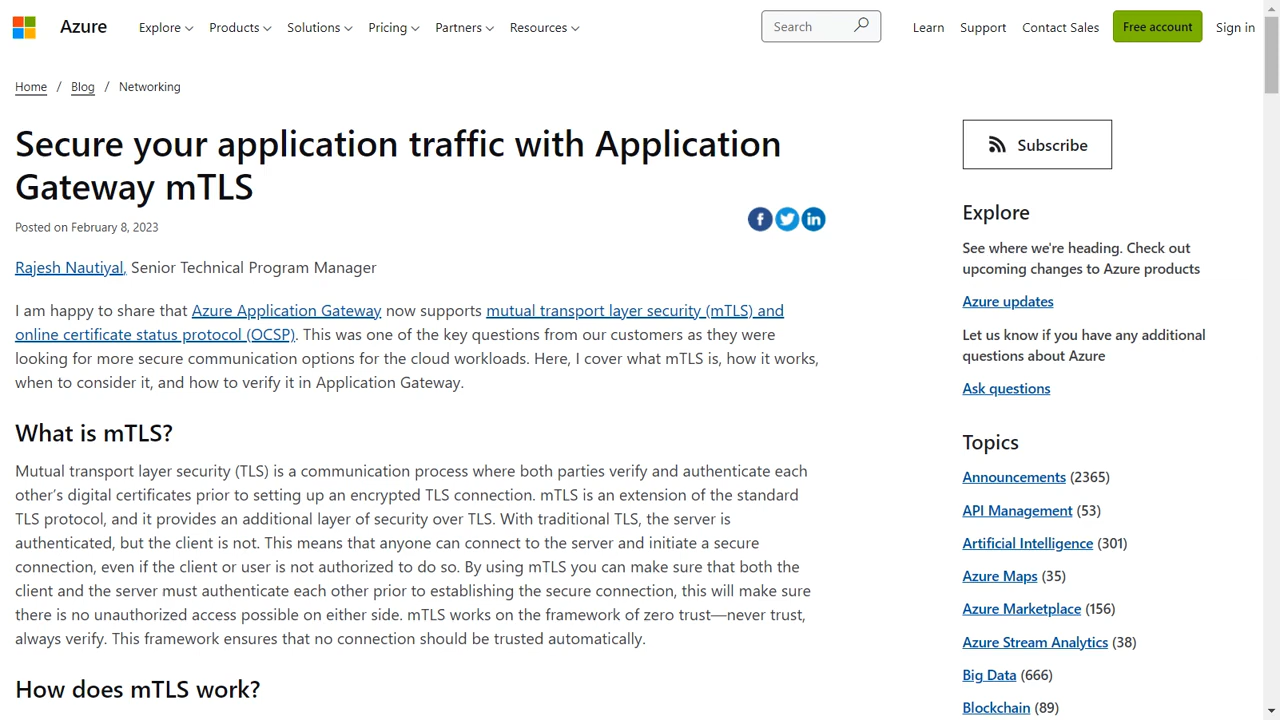 Azure
Explore
Products
Solutions
Pricing
Partners
Resources
Search
Learn
Support
Contact Sales
Free account
Sign in
Home / Blog / Networking
Secure your application traffic with Application
Gateway mTLS
Posted on February 8, 2023
Rajesh Nautiyal, Senior Technical Program Manager
I am happy to share that Azure Application Gateway now supports mutual transport layer security (mTLS) and
online certificate status protocol (OCSP). This was one of the key questions from our customers as they were
looking for more secure communication options for the cloud workloads. Here, I cover what mTLS is, how it works,
when to consider it, and how to verify it in Application Gateway.
What is mTLS?
Mutual transport layer security (TLS) is a communication process where both parties verify and authenticate each
other’s digital certificates prior to setting up an encrypted TLS connection. mTLS is an extension of the standard
TLS protocol, and it provides an additional layer of security over TLS. With traditional TLS, the server is
authenticated, but the client is not. This means that anyone can connect to the server and initiate a secure
connection, even if the client or user is not authorized to do so. By using mTLS you can make sure that both the
client and the server must authenticate each other prior to establishing the secure connection, this will make sure
there is no unauthorized access possible on either side. mTLS works on the framework of zero trust—never trust,
always verify. This framework ensures that no connection should be trusted automatically.
How does mTLS work?
Subscribe
Explore
See where we're heading. Check out
upcoming changes to Azure products
Azure updates
Let us know if you have any additional
questions about Azure
Ask questions
Topics
Announcements (2365)
API Management (53)
Artificial Intelligence (301)
Azure Maps (35)
Azure Marketplace (156)
Azure Stream Analytics (38)
Big Data (666)
Blockchain (89)